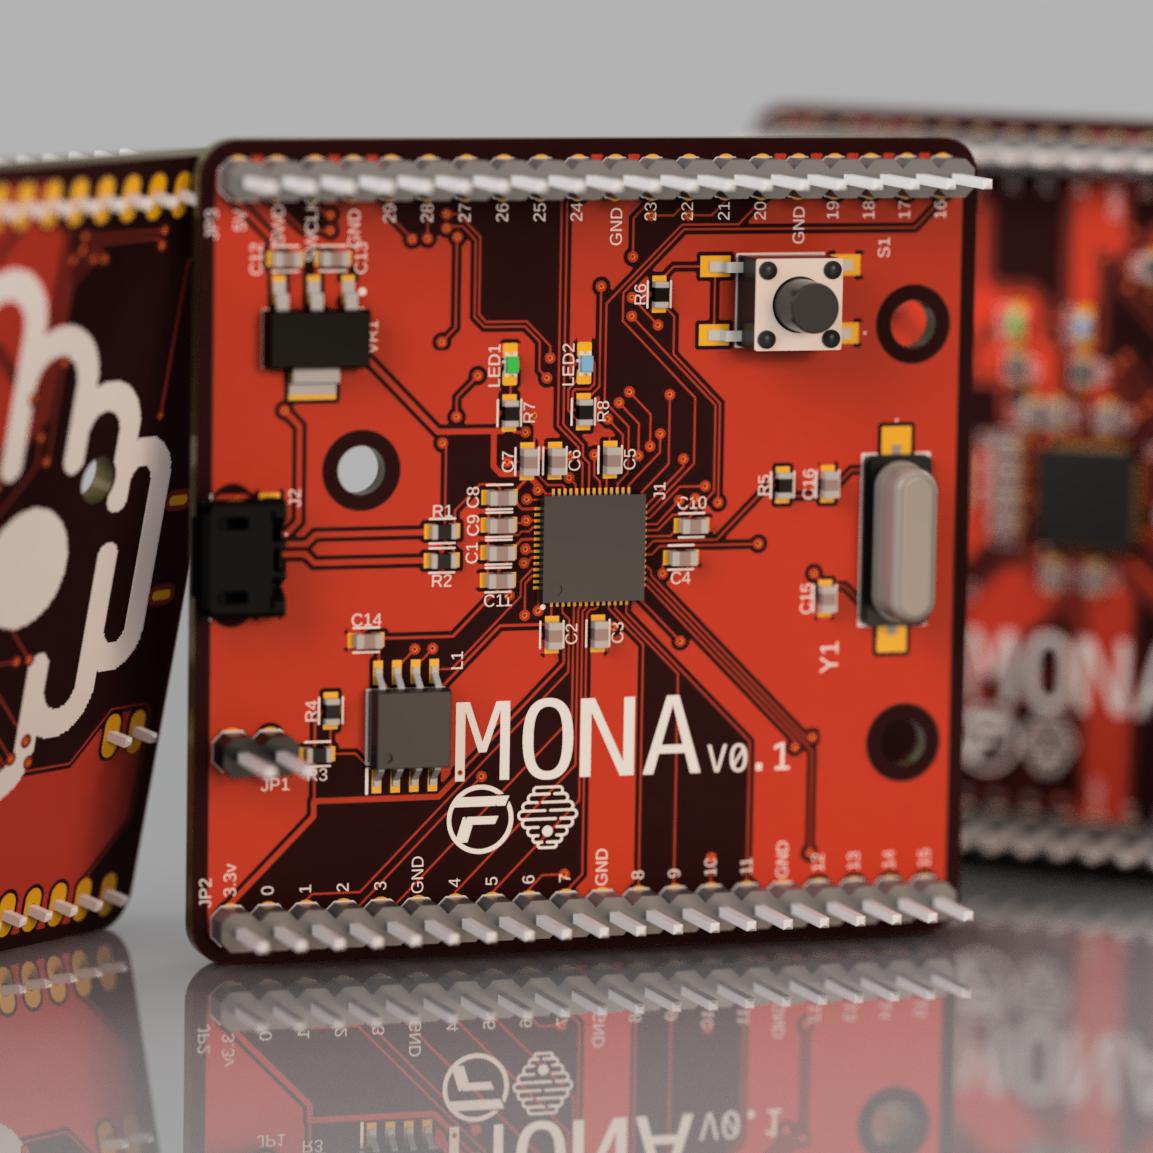 JP3
5V
SWD
SWCLK
GND
29
28
27
26
25
24
GND
23
22
21
20
GND
19
18
17
16
C12
C13
S1
R6
VR1
LED1
LED2
R7
R8
C7
C6
C5
J2
J1
C8
R5
C16
R1
C9
C10
C1
R2
C4
C11
C15
C14
C2
C3
L1
Y1
R4
MONA v0.1
R3
JP1
JP2
3.3v
0
1
2
3
GND
4
5
6
7
GND
8
9
10
11
GND
12
13
14
15
MONA